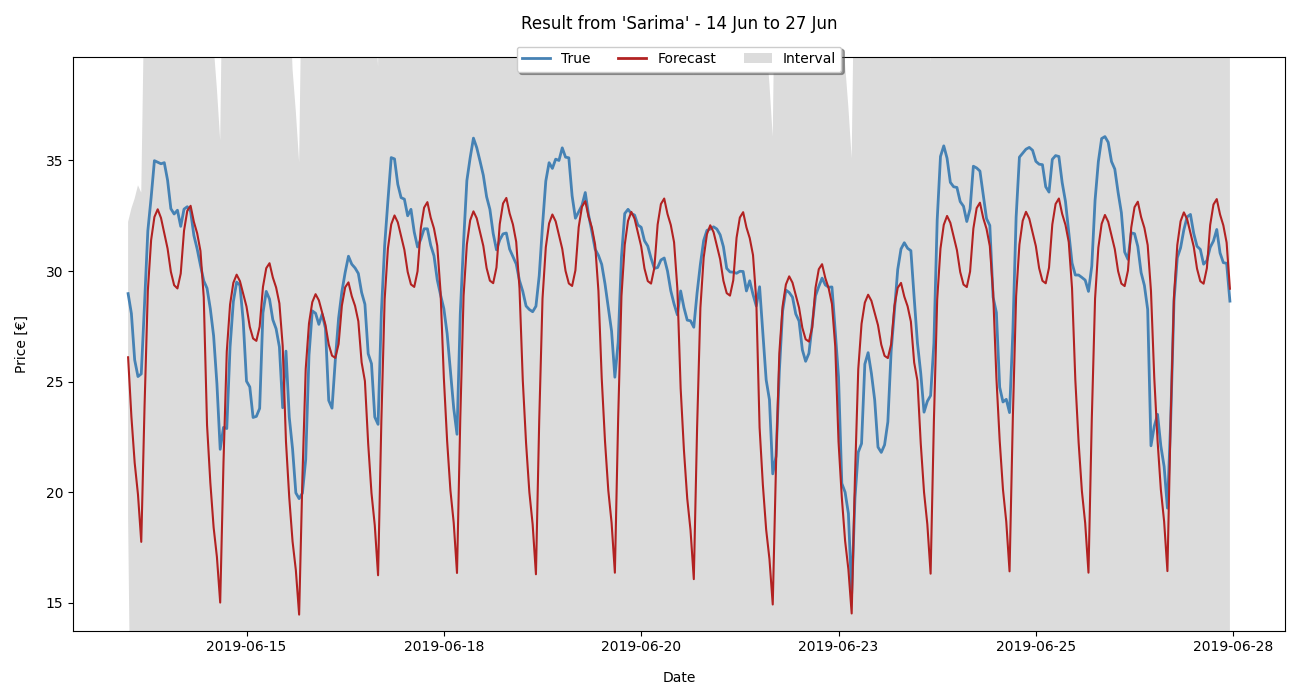 Result from 'Sarima' - 14 Jun to 27 Jun
True Forecast Interval
Price [€]
35
30
25
20
15
2019-06-15 2019-06-18 2019-06-20 2019-06-23 2019-06-25 2019-06-28
Date